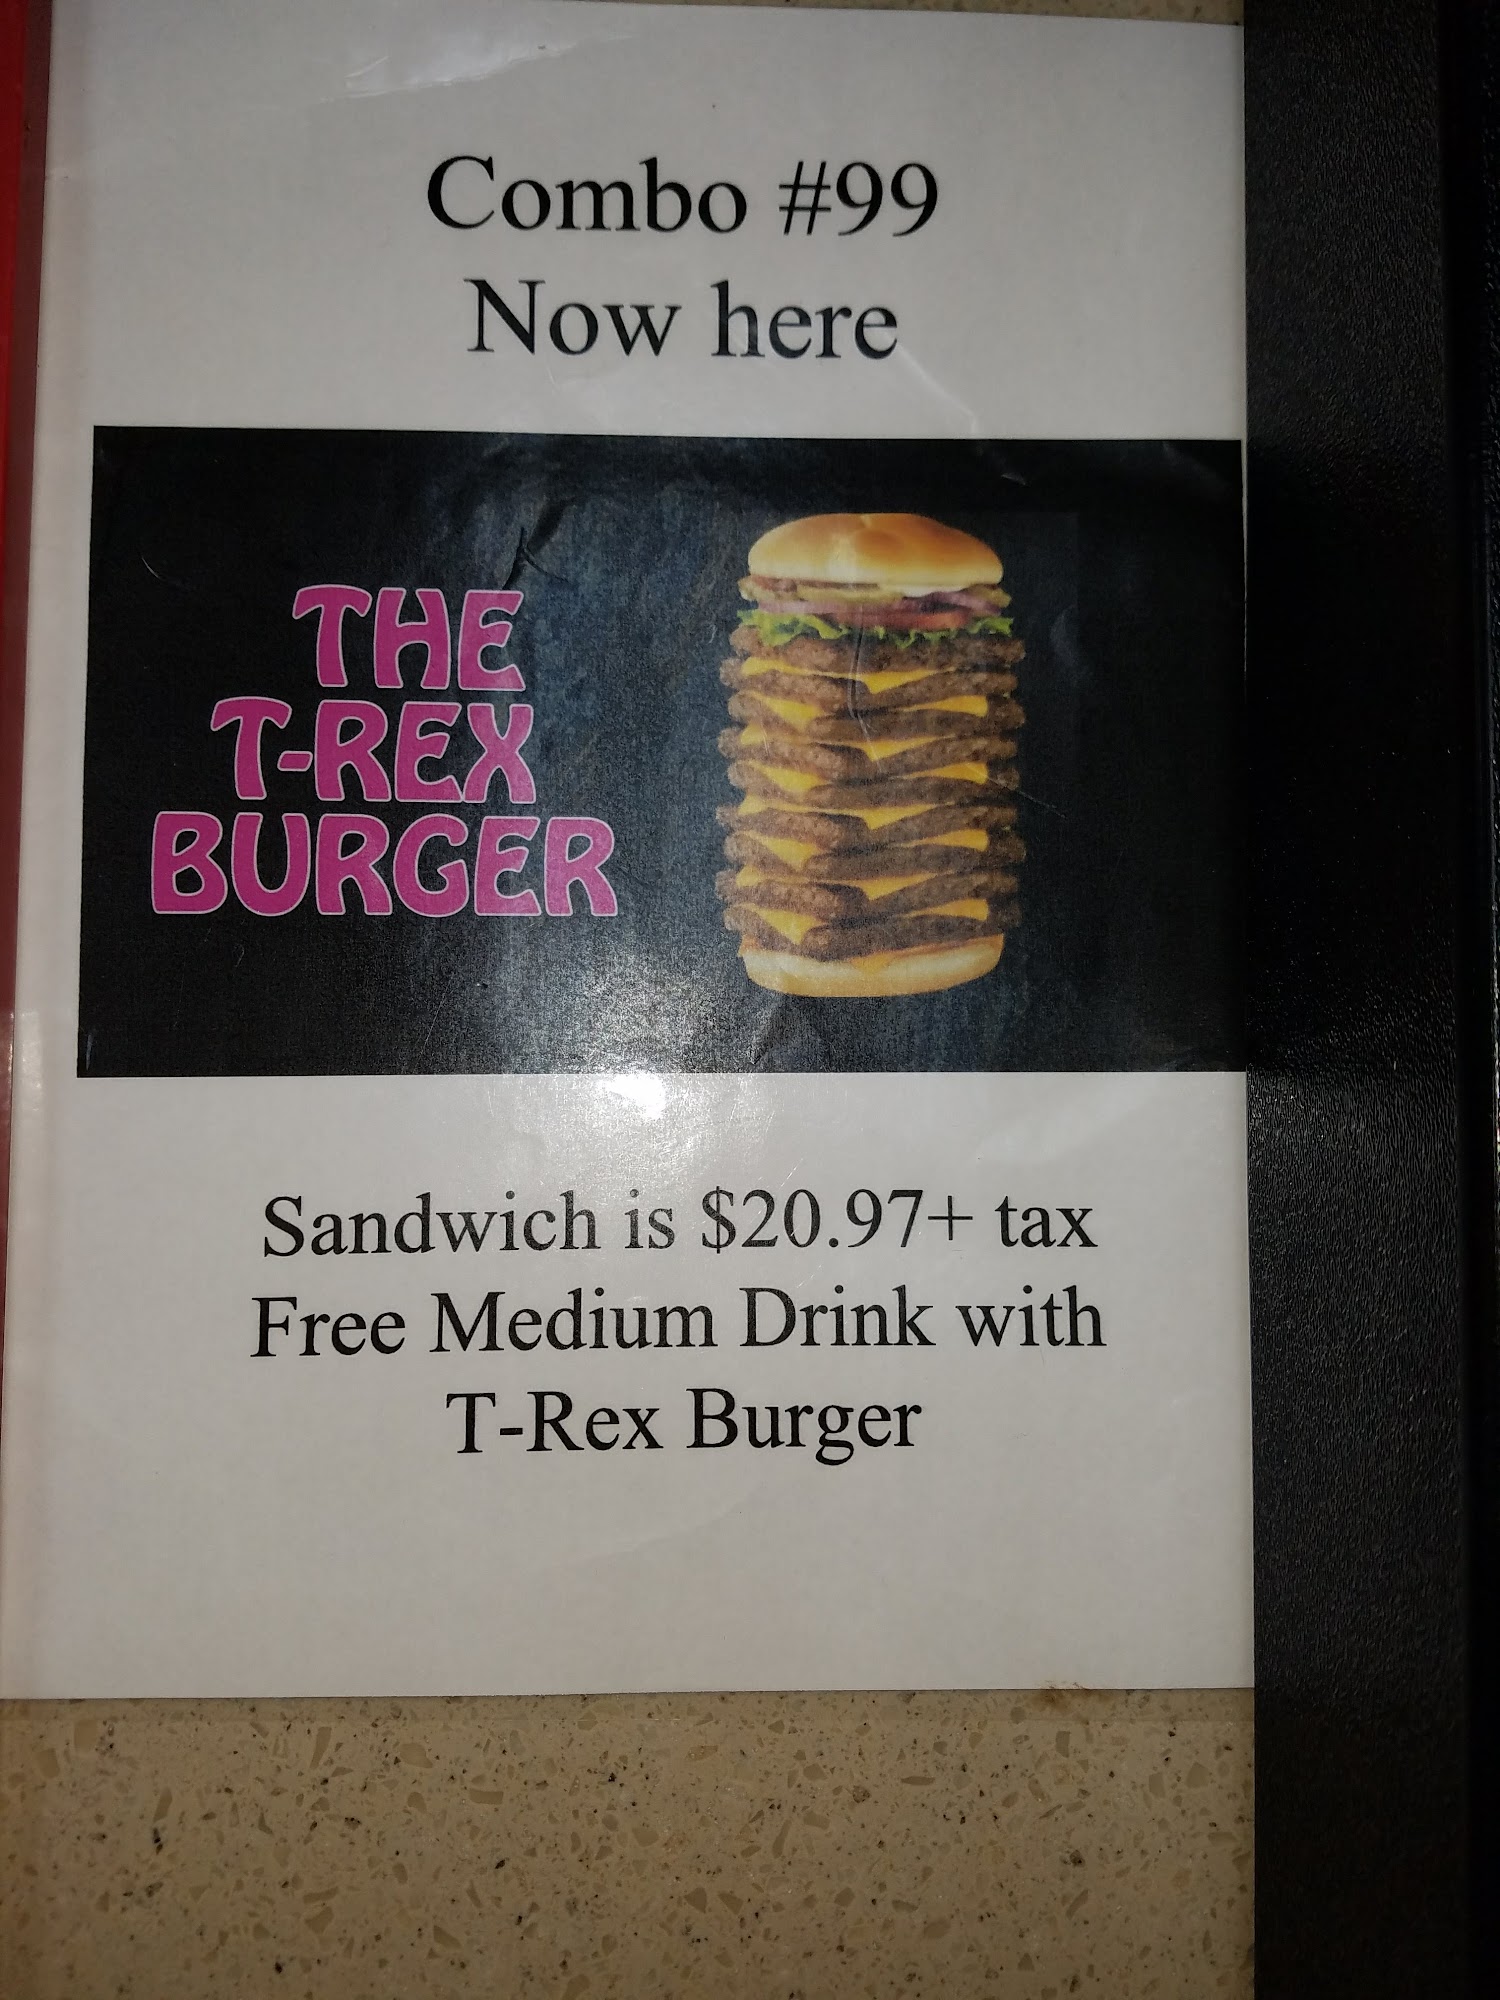 Combo #99
Now here
THE
T-REX
BURGER
Sandwich is $20.97+ tax
Free Medium Drink with
T-Rex Burger